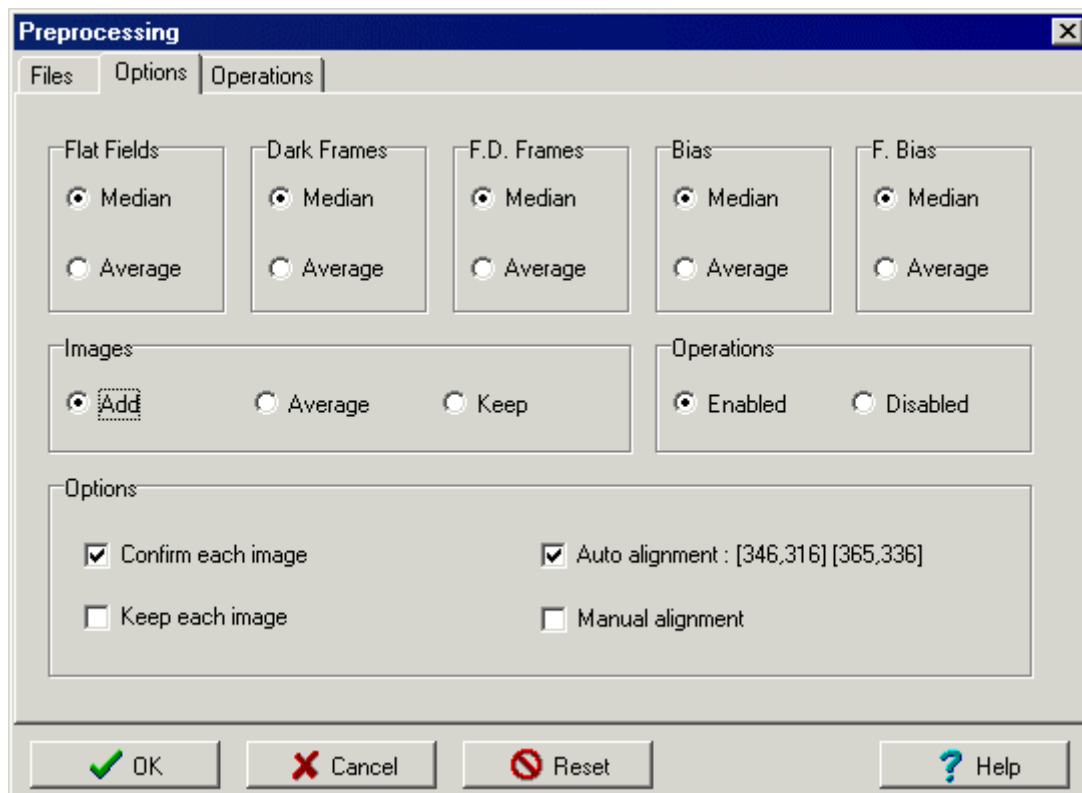 Preprocessing
Files Options Operations
Flat Fields Dark Frames F.D. Frames Bias F. Bias
Median Median Median Median Median
Average Average Average Average Average
Images Operations
Add Average Keep Enabled Disabled
Options
Confirm each image Auto alignment : [346,316] [365,336]
Keep each image Manual alignment
OK Cancel Reset Help